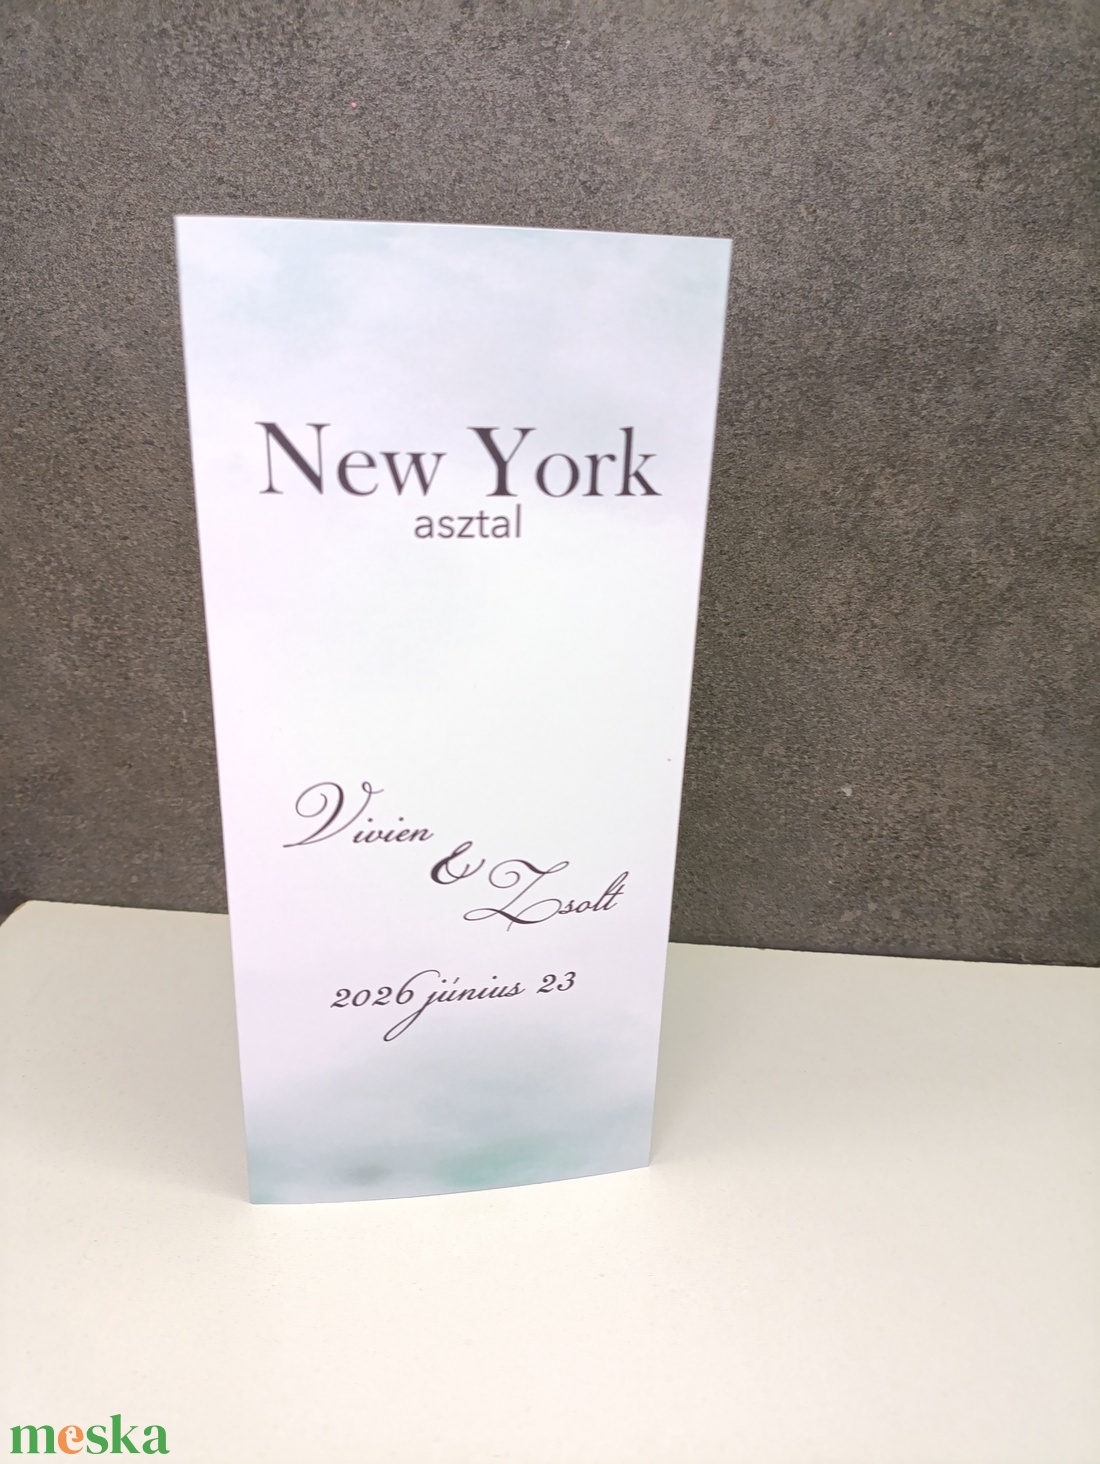 New York
asztal
Vivien
&
Zsolt
2026 június 23
meska